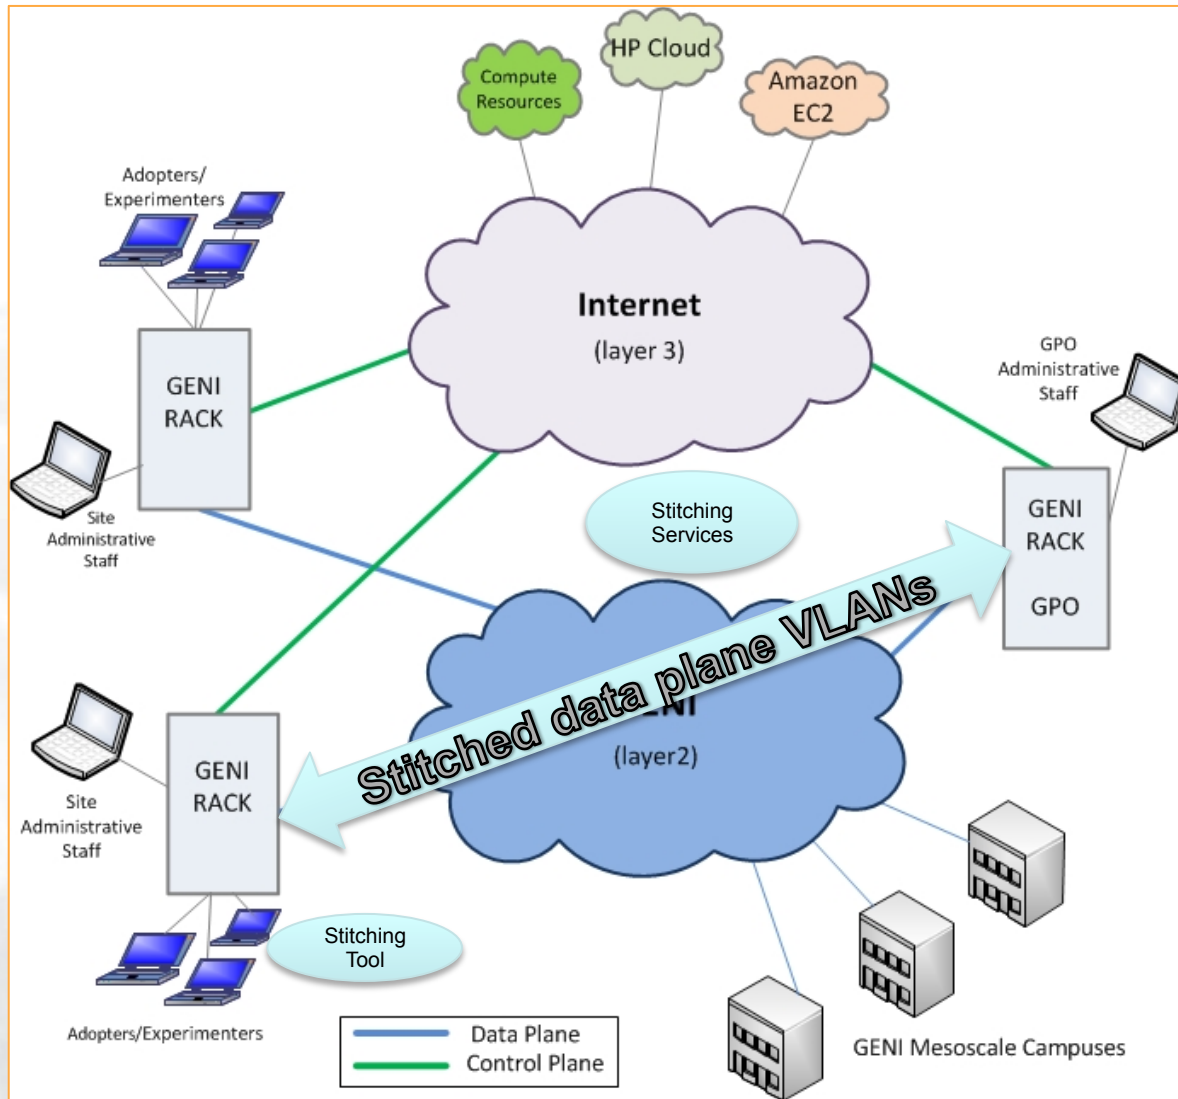 HP Cloud
Compute
Resources
Amazon
EC2
Adopters/
Experimenters
Internet
(layer 3)
GPO
Administrative
Staff
GENI
RACK
Site
Administrative
Staff
Stitching
Services
GENI
RACK
GPO
Stitched data plane VLANs
(layer2)
GENI
RACK
Site
Administrative
Staff
Stitching
Tool
Adopters/Experimenters
Data Plane
Control Plane
GENI Mesoscale Campuses